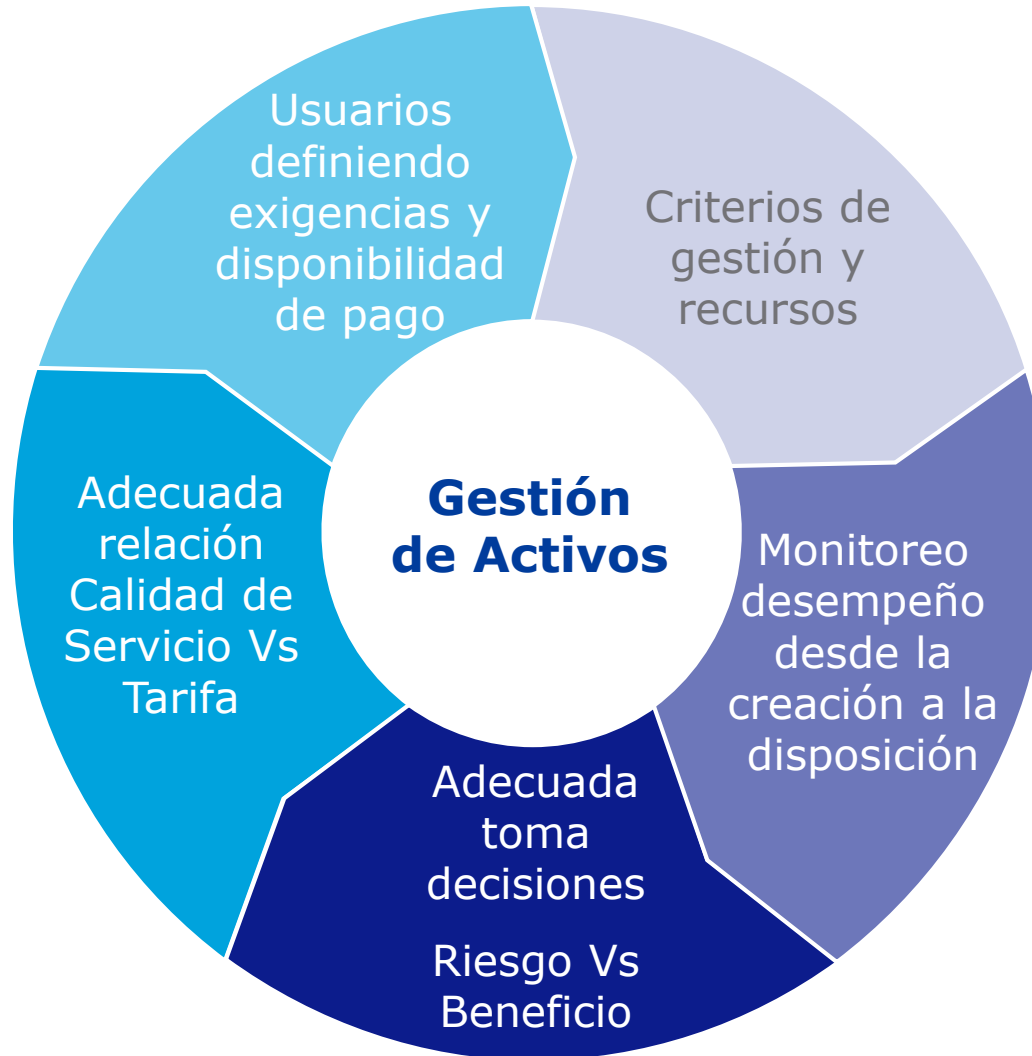 Usuarios
definiendo
exigencias y
disponibilidad
de pago
Criterios de
gestión y
recursos
Gestión
de Activos
Adecuada
relación
Calidad de
Servicio Vs
Tarifa
Monitoreo
desempeño
desde la
creación a la
disposición
Adecuada
toma
decisiones
Riesgo Vs
Beneficio